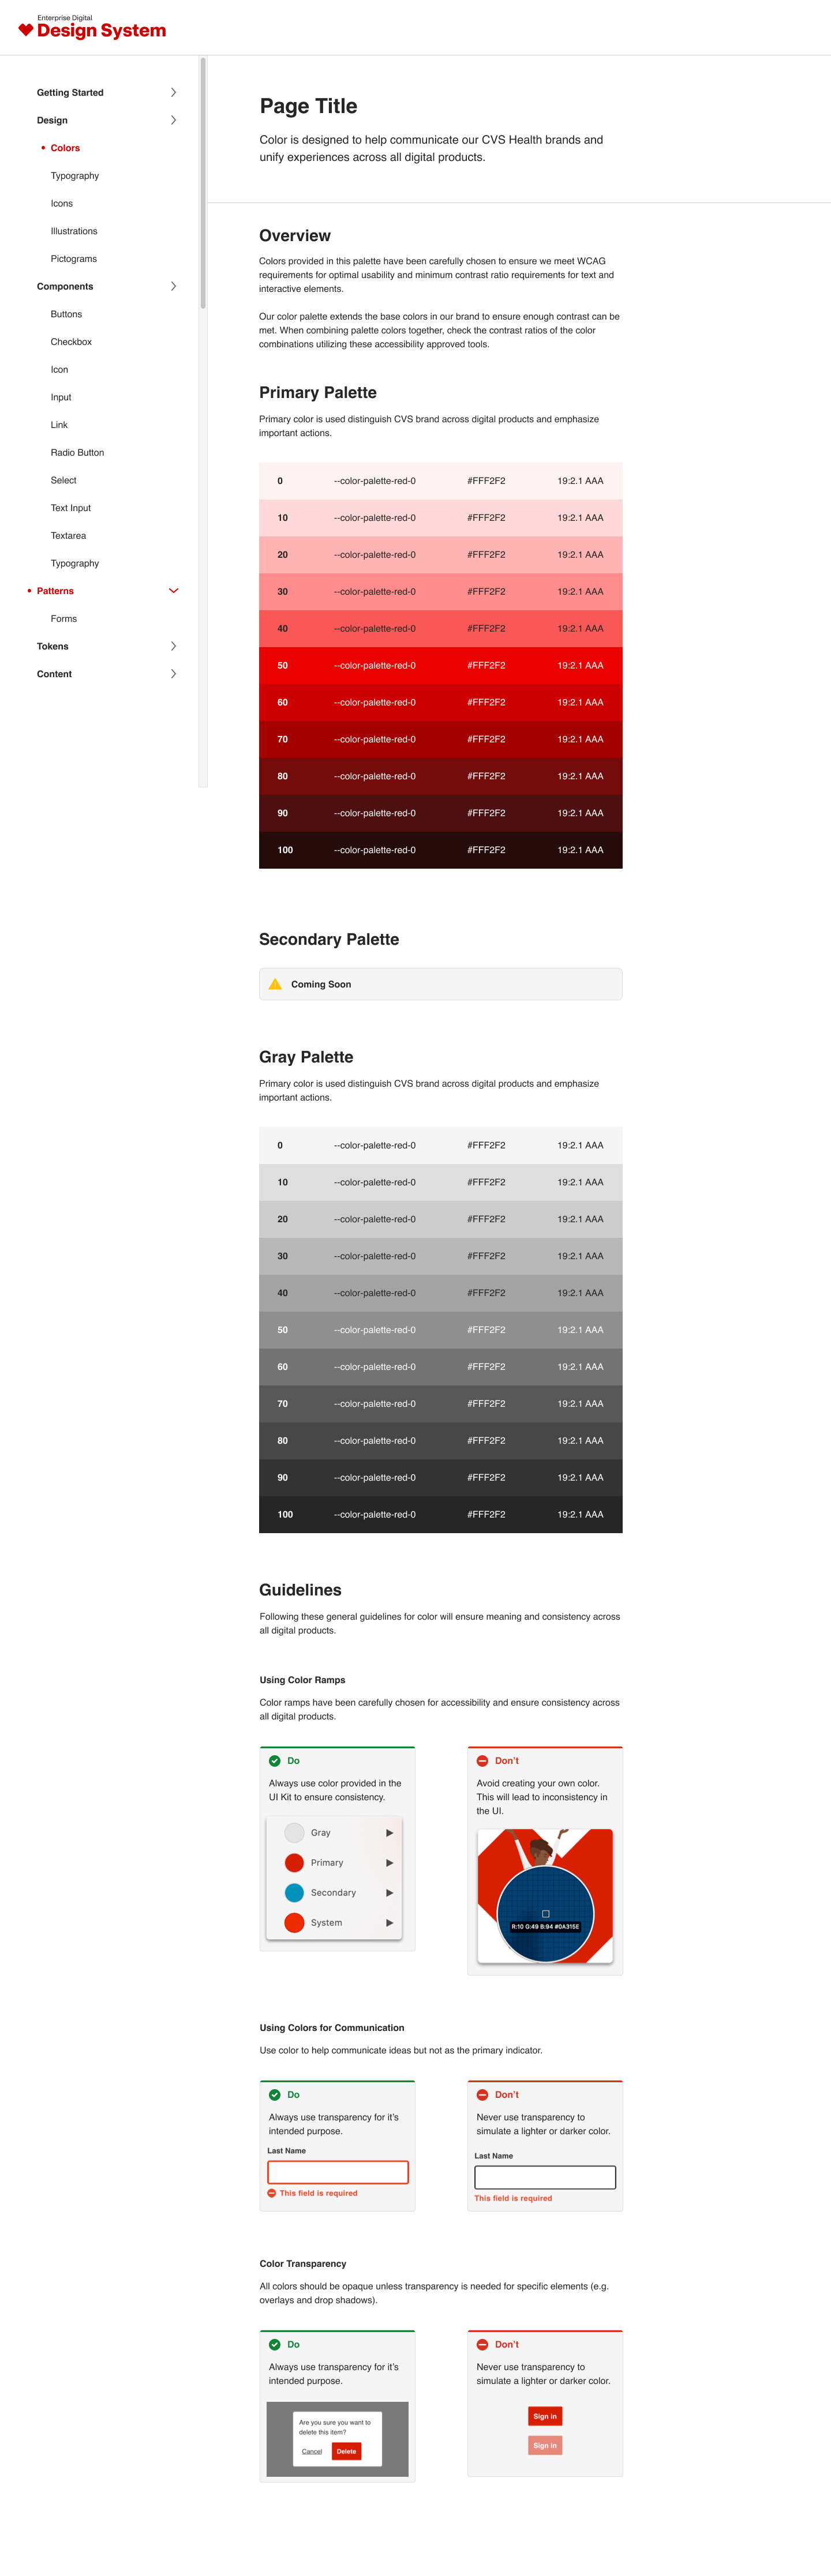 Enterprise Digital
Design System
Getting Started
Design
Colors
Typography
Icons
Illustrations
Pictograms
Components
Buttons
Checkbox
Icon
Input
Link
Radio Button
Select
Text Input
Textarea
Typography
Patterns
Forms
Tokens
Content
Page Title
Color is designed to help communicate our CVS Health brands and
unify experiences across all digital products.
Overview
Colors provided in this palette have been carefully chosen to ensure we meet WCAG
requirements for optimal usability and minimum contrast ratio requirements for text and
interactive elements.
Our color palette extends the base colors in our brand to ensure enough contrast can be
met. When combining palette colors together, check the contrast ratios of the color
combinations utilizing these accessibility approved tools.
Primary Palette
Primary color is used distinguish CVS brand across digital products and emphasize
important actions.
0 --color-palette-red-0 #FFF2F2 19:2.1 AAA
10 --color-palette-red-0 #FFF2F2 19:2.1 AAA
20 --color-palette-red-0 #FFF2F2 19:2.1 AAA
30 --color-palette-red-0 #FFF2F2 19:2.1 AAA
40 --color-palette-red-0 #FFF2F2 19:2.1 AAA
50 --color-palette-red-0 #FFF2F2 19:2.1 AAA
60 --color-palette-red-0 #FFF2F2 19:2.1 AAA
70 --color-palette-red-0 #FFF2F2 19:2.1 AAA
80 --color-palette-red-0 #FFF2F2 19:2.1 AAA
90 --color-palette-red-0 #FFF2F2 19:2.1 AAA
100 --color-palette-red-0 #FFF2F2 19:2.1 AAA
Secondary Palette
Coming Soon
Gray Palette
Primary color is used distinguish CVS brand across digital products and emphasize
important actions.
0 --color-palette-red-0 #FFF2F2 19:2.1 AAA
10 --color-palette-red-0 #FFF2F2 19:2.1 AAA
20 --color-palette-red-0 #FFF2F2 19:2.1 AAA
30 --color-palette-red-0 #FFF2F2 19:2.1 AAA
40 --color-palette-red-0 #FFF2F2 19:2.1 AAA
50 --color-palette-red-0 #FFF2F2 19:2.1 AAA
60 --color-palette-red-0 #FFF2F2 19:2.1 AAA
70 --color-palette-red-0 #FFF2F2 19:2.1 AAA
80 --color-palette-red-0 #FFF2F2 19:2.1 AAA
90 --color-palette-red-0 #FFF2F2 19:2.1 AAA
100 --color-palette-red-0 #FFF2F2 19:2.1 AAA
Guidelines
Following these general guidelines for color will ensure meaning and consistency across
all digital products.
Using Color Ramps
Color ramps have been carefully chosen for accessibility and ensure consistency across
all digital products.
Do
Always use color provided in the
UI Kit to ensure consistency.
Gray
Primary
Secondary
System
Don't
Avoid creating your own color.
This will lead to inconsistency in
the UI.
R:10 G:49 B:94 #0A315E
Using Colors for Communication
Use color to help communicate ideas but not as the primary indicator.
Do
Always use transparency for it's
intended purpose.
Last Name
This field is required
Don't
Never use transparency to
simulate a lighter or darker color.
Last Name
This field is required
Color Transparency
All colors should be opaque unless transparency is needed for specific elements (e.g.
overlays and drop shadows).
Do
Always use transparency for it's
intended purpose.
Are you sure you want to
delete this item?
Cancel Delete
Don't
Never use transparency to
simulate a lighter or darker color.
Sign in
Sign in